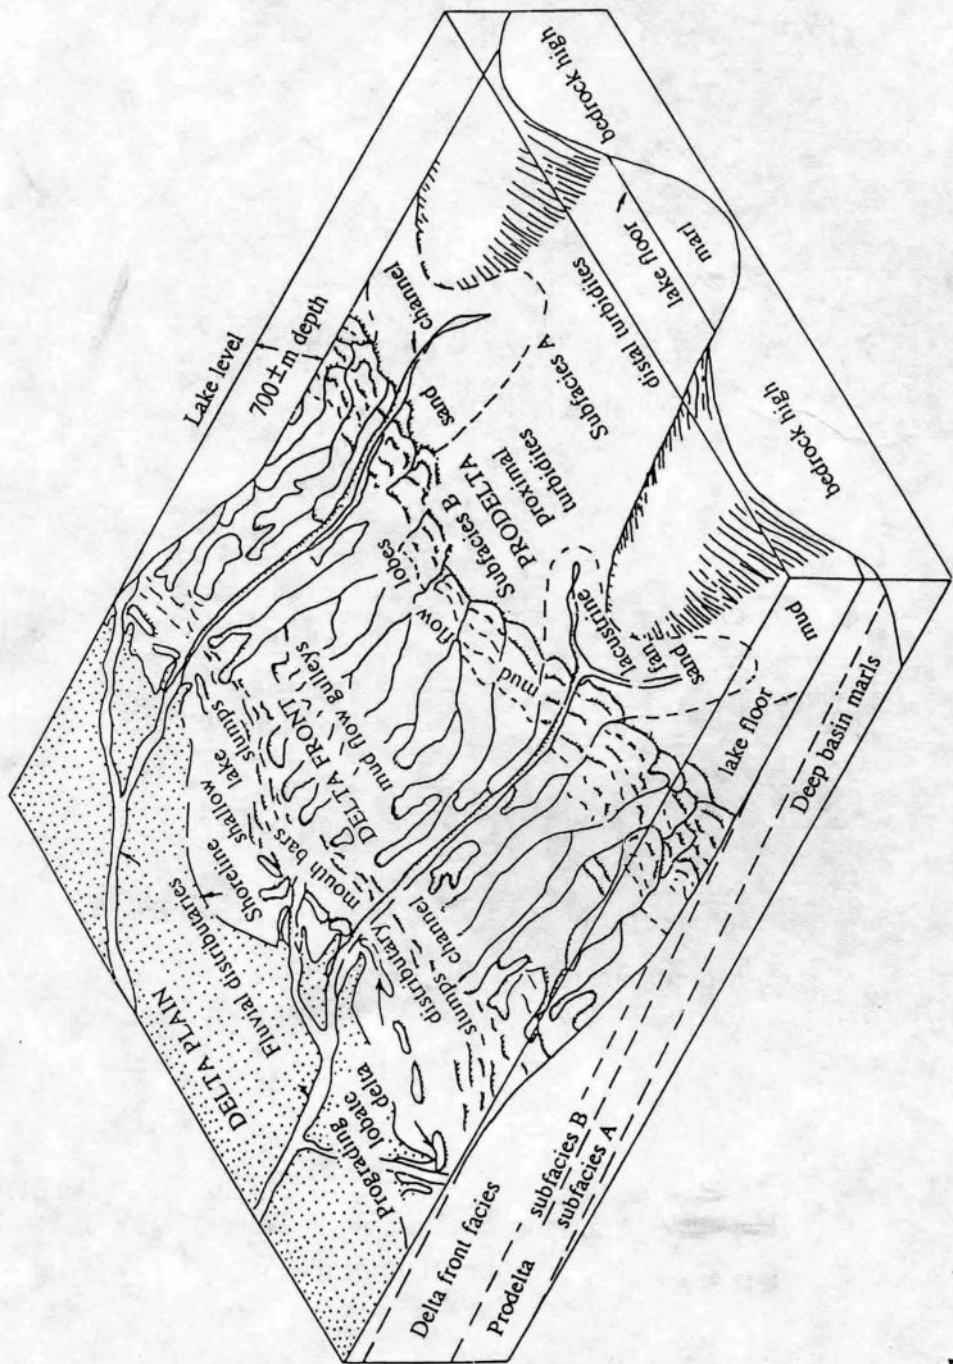 DELTA PLAIN
Fluvial distributaries
Shoreline
shallow
lake
slumps
mouth bars
DELTA FRONT
mud flow gulleys
Prograding
lobate
delta
distributary
slumps channel
mud
flow
lobes
Subfacies B
PRODELTA
proximal
turbidites
Subfacies A
distal turbidites
sand
channel
Lake level
700±m depth
bedrock high
lake floor
marl
bedrock high
lacustrine
fan
sand
mud
lake floor
Deep basin marls
Delta front facies
Prodelta
subfacies B
subfacies A